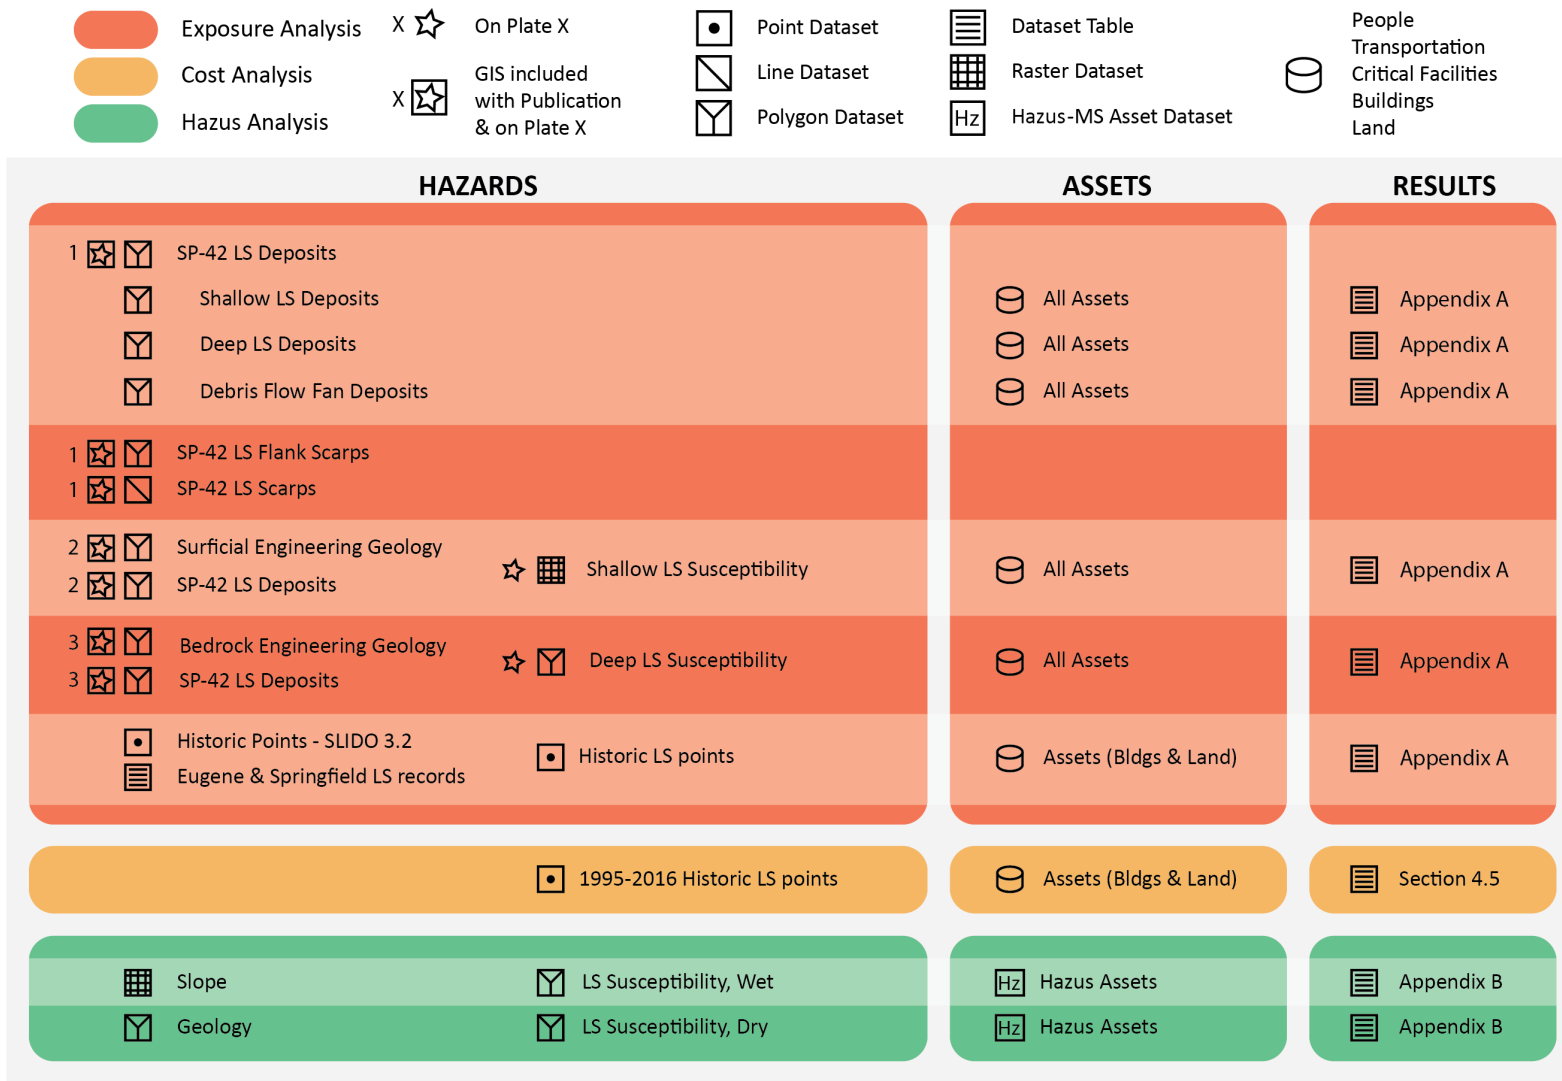 Exposure Analysis
Cost Analysis
Hazus Analysis
X On Plate X
X GIS included
with Publication
& on Plate X
Point Dataset
Line Dataset
Polygon Dataset
Dataset Table
Raster Dataset
Hz Hazus-MS Asset Dataset
People
Transportation
Critical Facilities
Buildings
Land
HAZARDS ASSETS RESULTS
1 SP-42 LS Deposits
Shallow LS Deposits All Assets Appendix A
Deep LS Deposits All Assets Appendix A
Debris Flow Fan Deposits All Assets Appendix A
1 SP-42 LS Flank Scarps
1 SP-42 LS Scarps
2 Surficial Engineering Geology
2 SP-42 LS Deposits
Shallow LS Susceptibility All Assets Appendix A
3 Bedrock Engineering Geology
3 SP-42 LS Deposits
Deep LS Susceptibility All Assets Appendix A
Historic Points - SLIDO 3.2
Eugene & Springfield LS records
Historic LS points Assets (Bldgs & Land) Appendix A
1995-2016 Historic LS points Assets (Bldgs & Land) Section 4.5
Slope LS Susceptibility, Wet Hz Hazus Assets Appendix B
Geology LS Susceptibility, Dry Hz Hazus Assets Appendix B